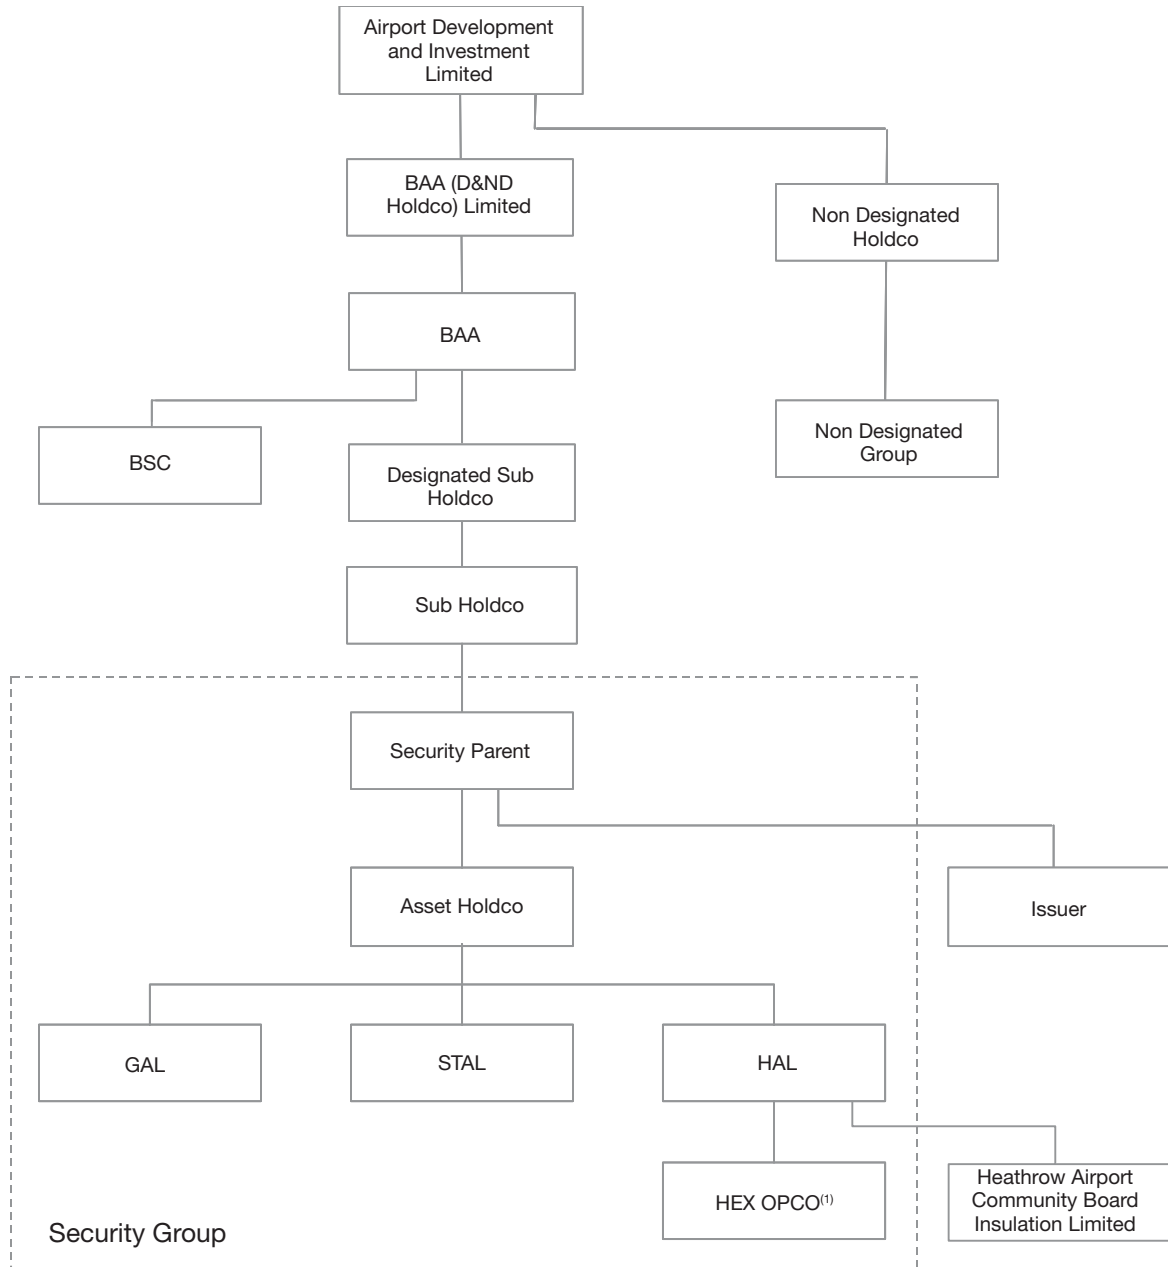 Airport Development
and Investment
Limited
BAA (D&ND
Holdco) Limited
Non Designated
Holdco
BAA
Non Designated
Group
BSC
Designated Sub
Holdco
Sub Holdco
Security Parent
Asset Holdco
Issuer
GAL
STAL
HAL
HEX OPCO(1)
Heathrow Airport
Community Board
Insulation Limited
Security Group